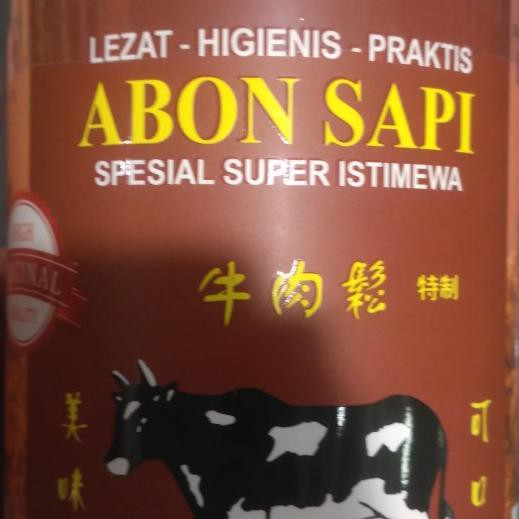 LEZAT - HIGIENIS - PRAKTIS
ABON SAPI
SPESIAL SUPER ISTIMEWA
牛肉鬆 特制
美味
可口